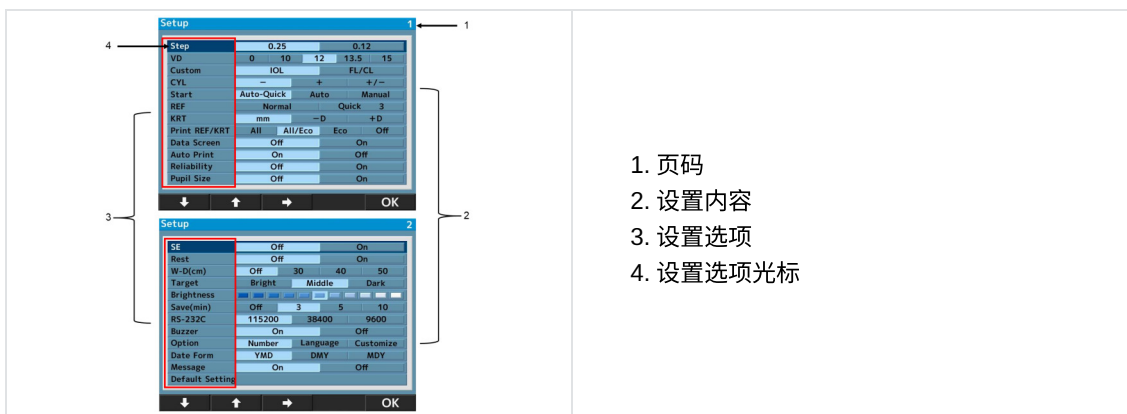 Setup 1
1
4
Step 0.25 0.12
VD 0 10 12 13.5 15
Custom IOL FL/CL
CYL − + +/−
Start Auto-Quick Auto Manual
REF Normal Quick 3
KRT mm −D +D
Print REF/KRT All All/Eco Eco Off
Data Screen Off On
Auto Print On Off
Reliability Off On
Pupil Size Off On
OK
3
2
Setup 2
SE Off On
Rest Off On
W-D(cm) Off 30 40 50
Target Bright Middle Dark
Brightness
Save(min) Off 3 5 10
RS-232C 115200 38400 9600
Buzzer On Off
Option Number Language Customize
Date Form YMD DMY MDY
Message On Off
Default Setting
OK
1. 页码
2. 设置内容
3. 设置选项
4. 设置选项光标